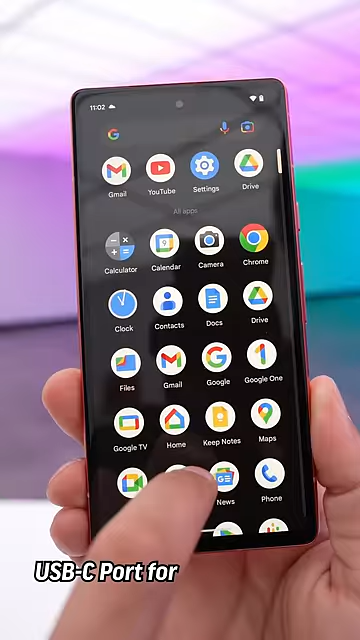 11:02
G
Gmail YouTube Settings Drive
All apps
Calculator Calendar Camera Chrome
Clock Contacts Docs Drive
Files Gmail Google Google One
Google TV Home Keep Notes Maps
News Phone
USB-C Port for